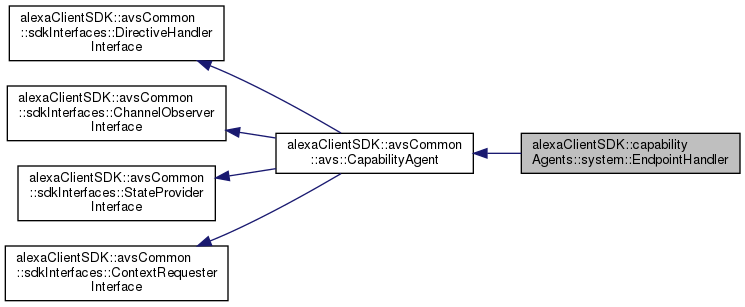 alexaClientSDK::avsCommon
::sdkInterfaces::DirectiveHandler
Interface
alexaClientSDK::avsCommon
::sdkInterfaces::ChannelObserver
Interface
alexaClientSDK::avsCommon
::avs::CapabilityAgent
alexaClientSDK::capability
Agents::system::EndpointHandler
alexaClientSDK::avsCommon
::sdkInterfaces::StateProvider
Interface
alexaClientSDK::avsCommon
::sdkInterfaces::ContextRequester
Interface